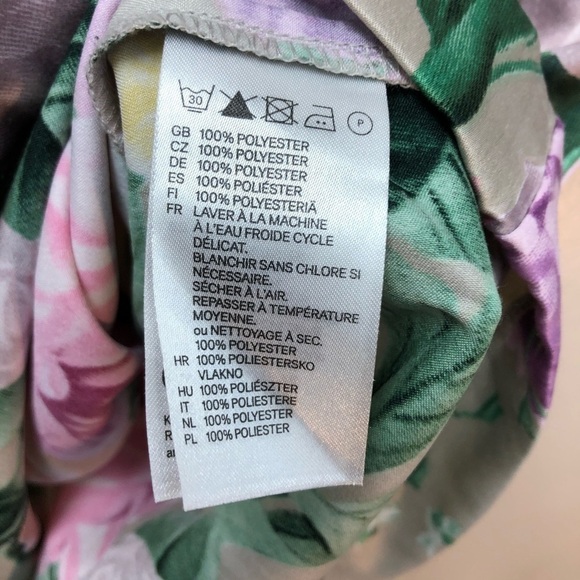 30
P
GB 100% POLYESTER
CZ 100% POLYESTER
DE 100% POLYESTER
ES 100% POLIÉSTER
FI 100% POLYESTERIÄ
FR LAVER À LA MACHINE
À L'EAU FROIDE CYCLE
DÉLICAT.
BLANCHIR SANS CHLORE SI
NÉCESSAIRE.
SÉCHER À L'AIR.
REPASSER À TEMPÉRATURE
MOYENNE.
ou NETTOYAGE À SEC.
100% POLYESTER
HR 100% POLIESTERSKO
VLAKNO
HU 100% POLIÉSZTER
IT 100% POLIESTERE
NL 100% POLYESTER
PL 100% POLIESTER